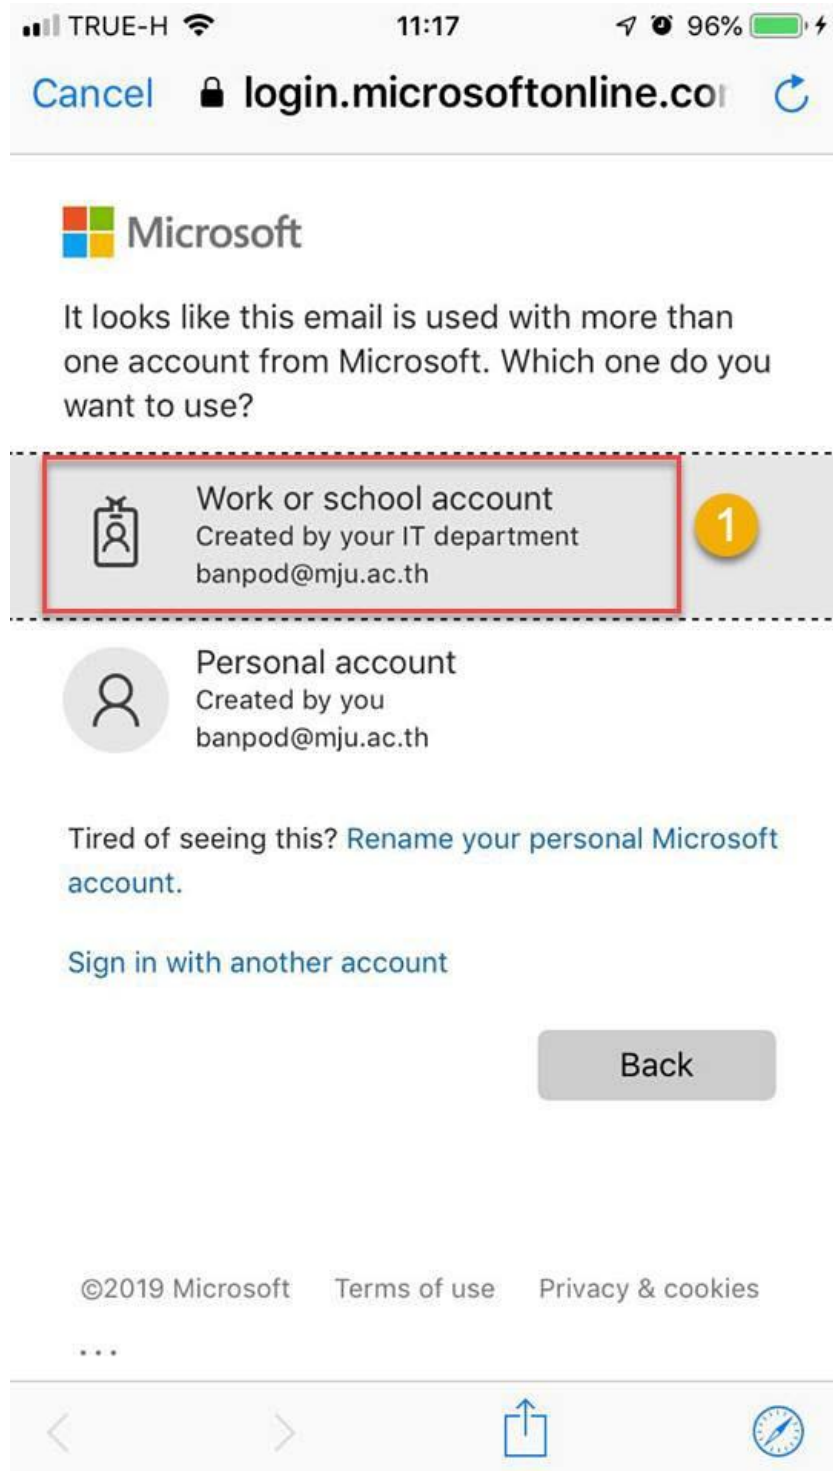 TRUE-H 11:17 96%
Cancel login.microsoftonline.co
Microsoft
It looks like this email is used with more than
one account from Microsoft. Which one do you
want to use?
Work or school account
Created by your IT department
banpod@mju.ac.th
1
Personal account
Created by you
banpod@mju.ac.th
Tired of seeing this? Rename your personal Microsoft
account.
Sign in with another account
Back
©2019 Microsoft Terms of use Privacy & cookies
...